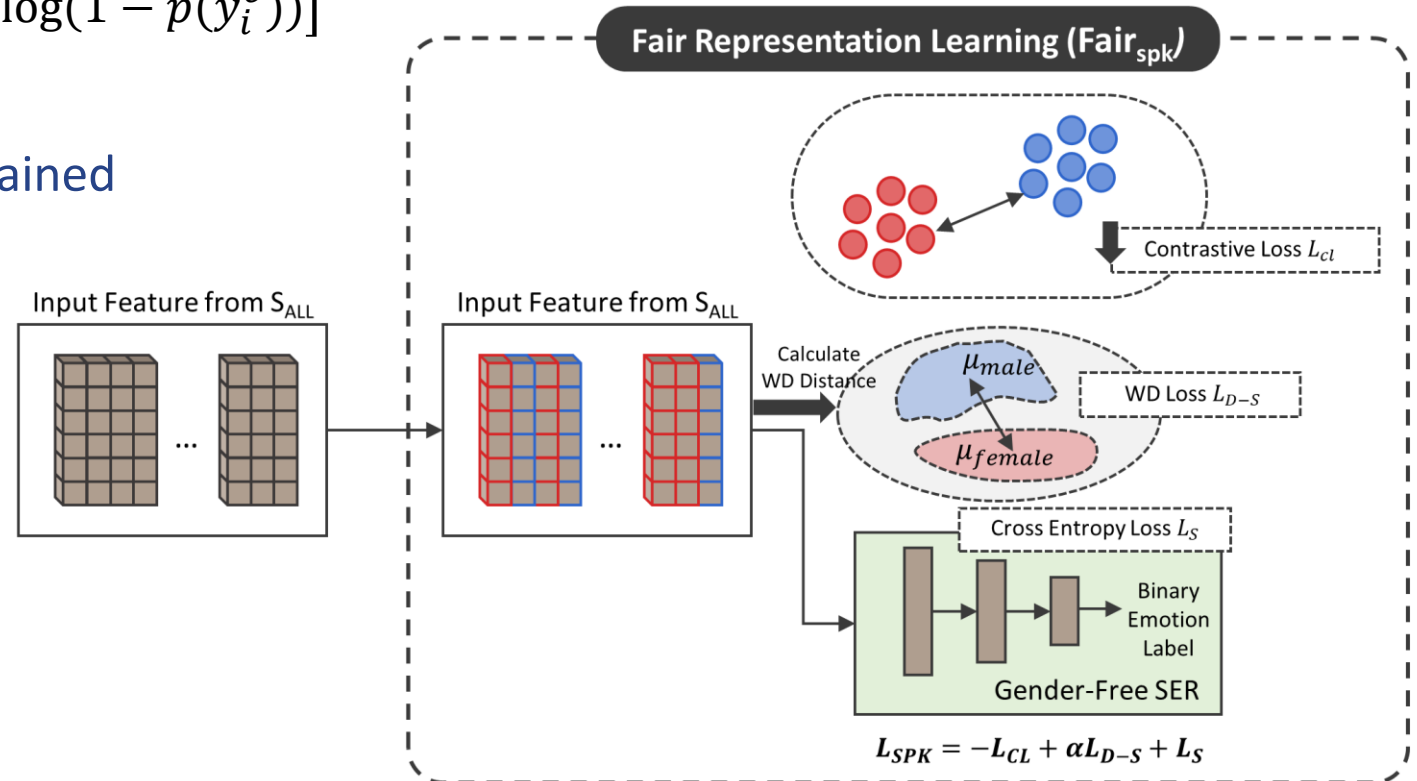 log(1 − p(y_i^s))]
Fair Representation Learning (Fair_spk)
ained
Contrastive Loss L_cl
Input Feature from S_ALL
...
Input Feature from S_ALL
...
Calculate
WD Distance
μ_male
μ_female
WD Loss L_D−S
Cross Entropy Loss L_S
Binary
Emotion
Label
Gender-Free SER
L_SPK = −L_CL + αL_D−S + L_S